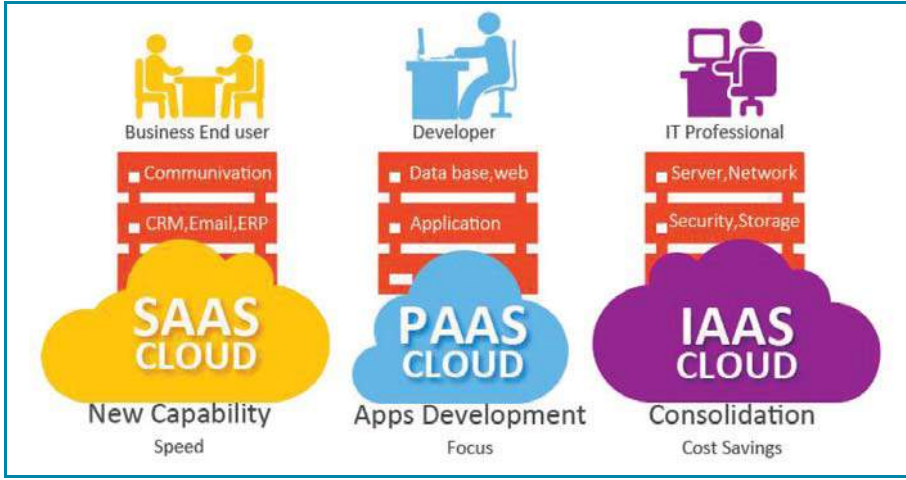 Business End user
Communivation
CRM,Email,ERP
SAAS
CLOUD
New Capability
Speed
Developer
Data base,web
Application
PAAS
CLOUD
Apps Development
Focus
IT Professional
Server,Network
Security,Storage
IAAS
CLOUD
Consolidation
Cost Savings